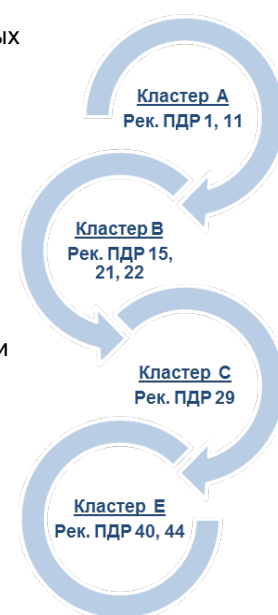 ых
Кластер А
Рек. ПДР 1, 11
Кластер В
Рек. ПДР 15,
21, 22
и
Кластер С
Рек. ПДР 29
Кластер Е
Рек. ПДР 40, 44